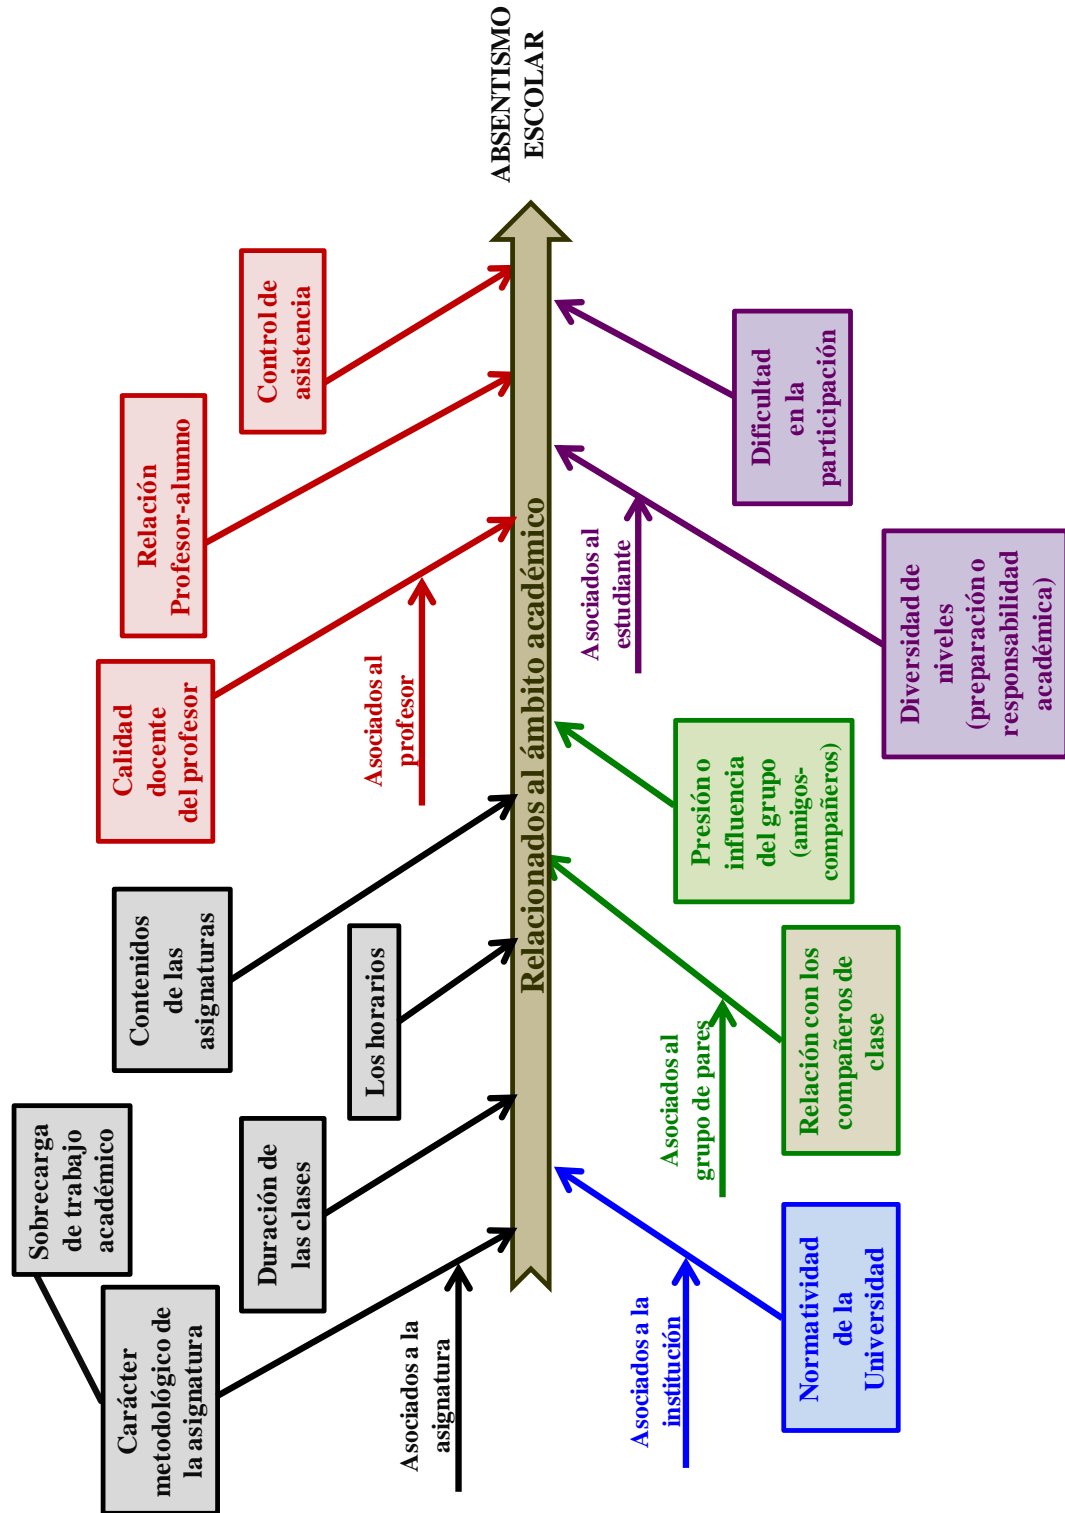 Sobrecarga
de trabajo
académico
Carácter
metodológico de
la asignatura
Contenidos
de las
asignaturas
Calidad
docente
del profesor
Relación
Profesor-alumno
Control de
asistencia
Duración de
las clases
Los horarios
Asociados a la
asignatura
Asociados al
profesor
Relacionados al ámbito académico
ABSENTISMO
ESCOLAR
Asociados a la
institución
Asociados al
grupo de pares
Asociados al
estudiante
Normatividad
de la
Universidad
Relación con los
compañeros de
clase
Presión o
influencia
del grupo
(amigos-
compañeros)
Diversidad de
niveles
(preparación o
responsabilidad
académica)
Dificultad
en la
participación